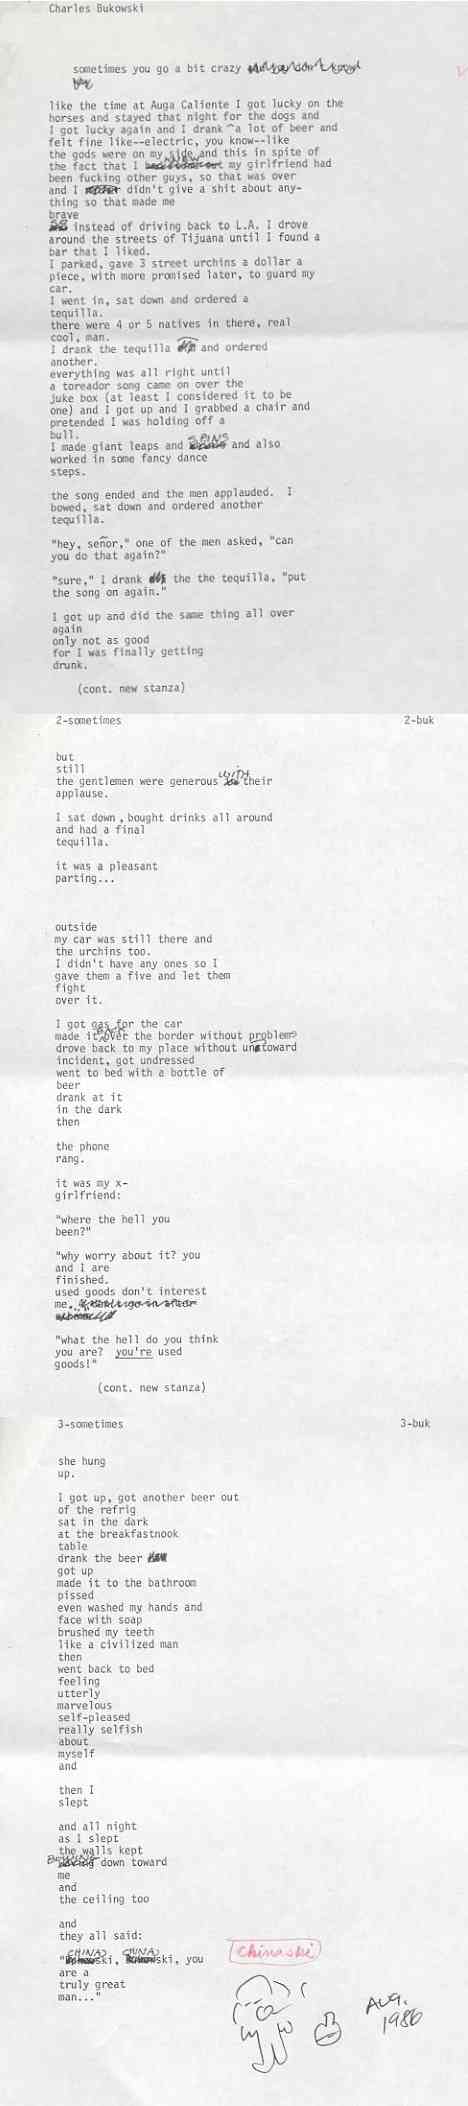 Charles Bukowski
sometimes you go a bit crazy
like the time at Auga Caliente I got lucky on the
horses and stayed that night for the dogs and
I got lucky again and I drank a lot of beer and
felt fine like--electric, you know--like
the gods were on my side and this in spite of
the fact that I knew my girlfriend had
been fucking other guys, so that was over
and I didn't give a shit about any-
thing so that made me
brave
instead of driving back to L.A. I drove
around the streets of Tijuana until I found a
bar that I liked.
I parked, gave 3 street urchins a dollar a
piece, with more promised later, to guard my
car.
I went in, sat down and ordered a
tequilla.
there were 4 or 5 natives in there, real
cool, man.
I drank the tequilla and ordered
another.
everything was all right until
a toreador song came on over the
juke box (at least I considered it to be
one) and I got up and I grabbed a chair and
pretended I was holding off a
bull.
I made giant leaps and SPINS and also
worked in some fancy dance
steps.
the song ended and the men applauded. I
bowed, sat down and ordered another
tequilla.
"hey, señor," one of the men asked, "can
you do that again?"
"sure," I drank the the tequilla, "put
the song on again."
I got up and did the same thing all over
again
only not as good
for I was finally getting
drunk.
(cont. new stanza)
2-sometimes 2-buk
but
still
the gentlemen were generous WITH their
applause.
I sat down, bought drinks all around
and had a final
tequilla.
it was a pleasant
parting...
outside
my car was still there and
the urchins too.
I didn't have any ones so I
gave them a five and let them
fight
over it.
I got gas for the car
made it BACK over the border without problems
drove back to my place without untoward
incident, got undressed
went to bed with a bottle of
beer
drank at it
in the dark
then
the phone
rang.
it was my x-
girlfriend:
"where the hell you
been?"
"why worry about it? you
and I are
finished.
used goods don't interest
me.
"what the hell do you think
you are? you're used
goods!"
(cont. new stanza)
3-sometimes 3-buk
she hung
up.
I got up, got another beer out
of the refrig
sat in the dark
at the breakfastnook
table
drank the beer
got up
made it to the bathroom
pissed
even washed my hands and
face with soap
brushed my teeth
like a civilized man
then
went back to bed
feeling
utterly
marvelous
self-pleased
really selfish
about
myself
and
then I
slept
and all night
as I slept
the walls kept
BOWING down toward
me
and
the ceiling too
and
they all said:
"CHINASki, CHINASki, you
are a
truly great
man..."
Chinaski
AUG.
1986